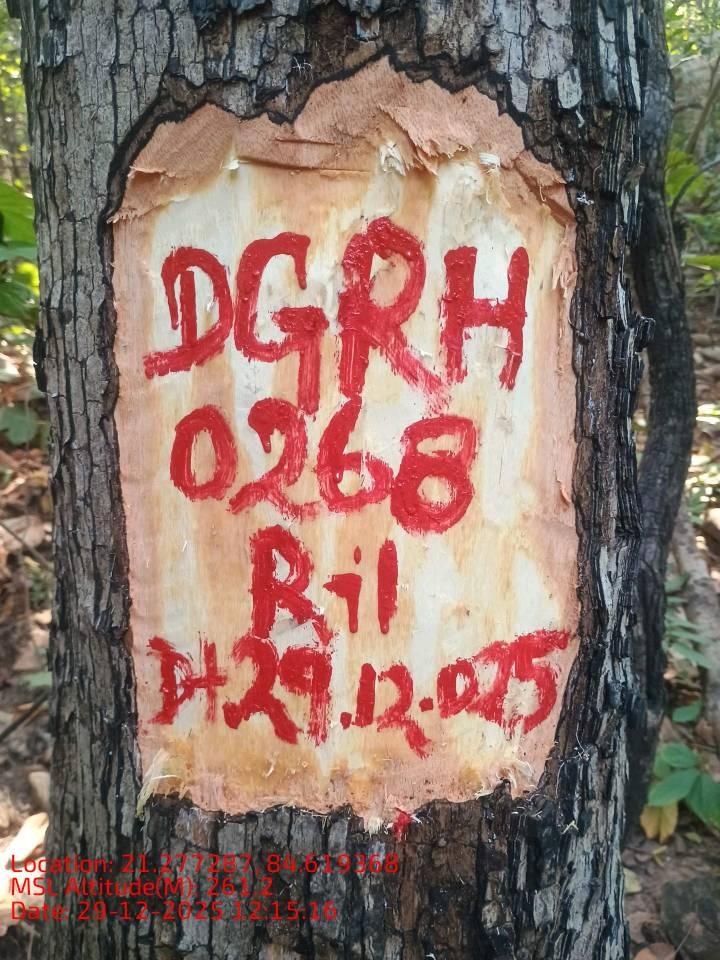 DGRH
0268
Ril
Dt.29.12.025
Location: 21.277287, 84.619368
MSL Altitude(M): 261.2
Date: 29-12-2025 12:15:16